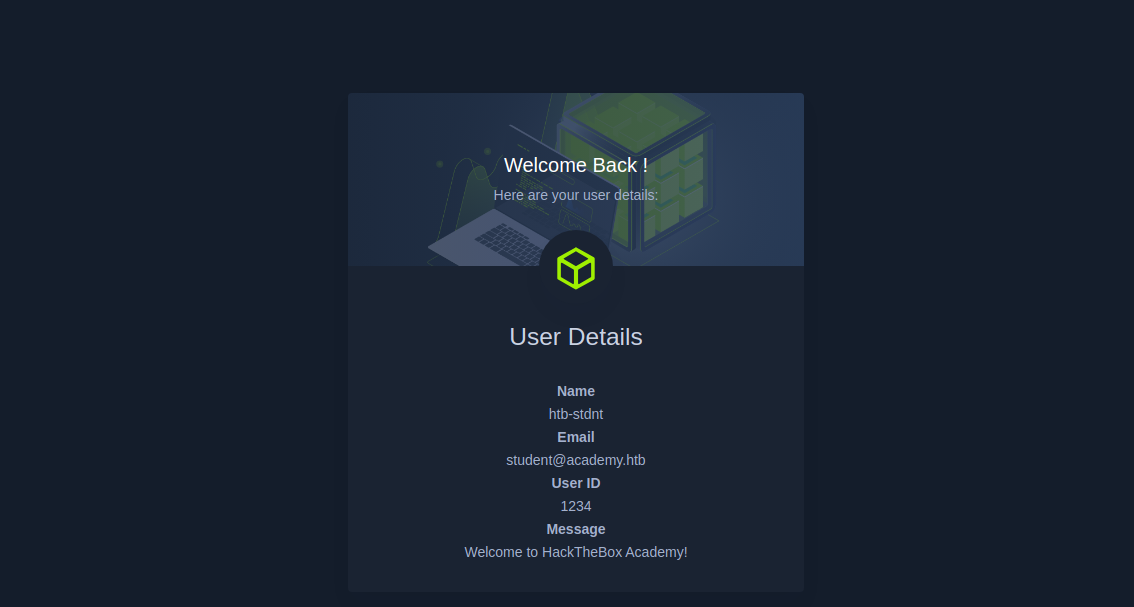 Welcome Back !
Here are your user details:
User Details
Name
htb-stdnt
Email
student@academy.htb
User ID
1234
Message
Welcome to HackTheBox Academy!